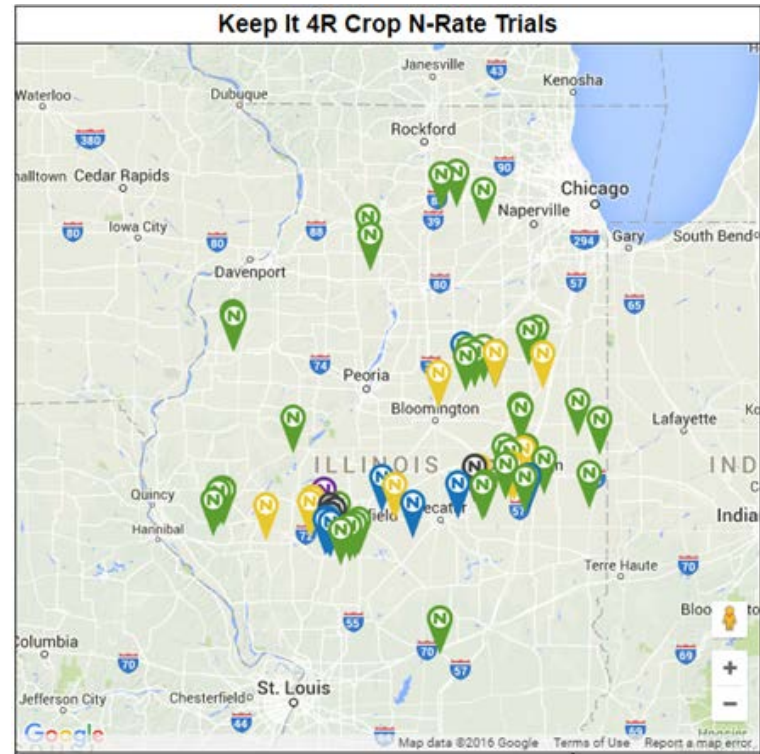 Keep It 4R Crop N-Rate Trials
Janesville
43
Kenosha
Waterloo
Dubuque
Rockford
380
90
Cedar Rapids
Chicago
Naperville
Iowa City
39
80
80
88
294
Gary
South Bend
Davenport
80
57
65
74
Peoria
Bloomington
Lafayette
ILLINOIS
IND
Quincy
Hannibal
72
57
India
Terre Haute
70
55
70
57
Columbia
70
69
Jefferson City
Chesterfield
St. Louis
44
Google
Map data ©2016 Google
Terms of Use
Report a map error